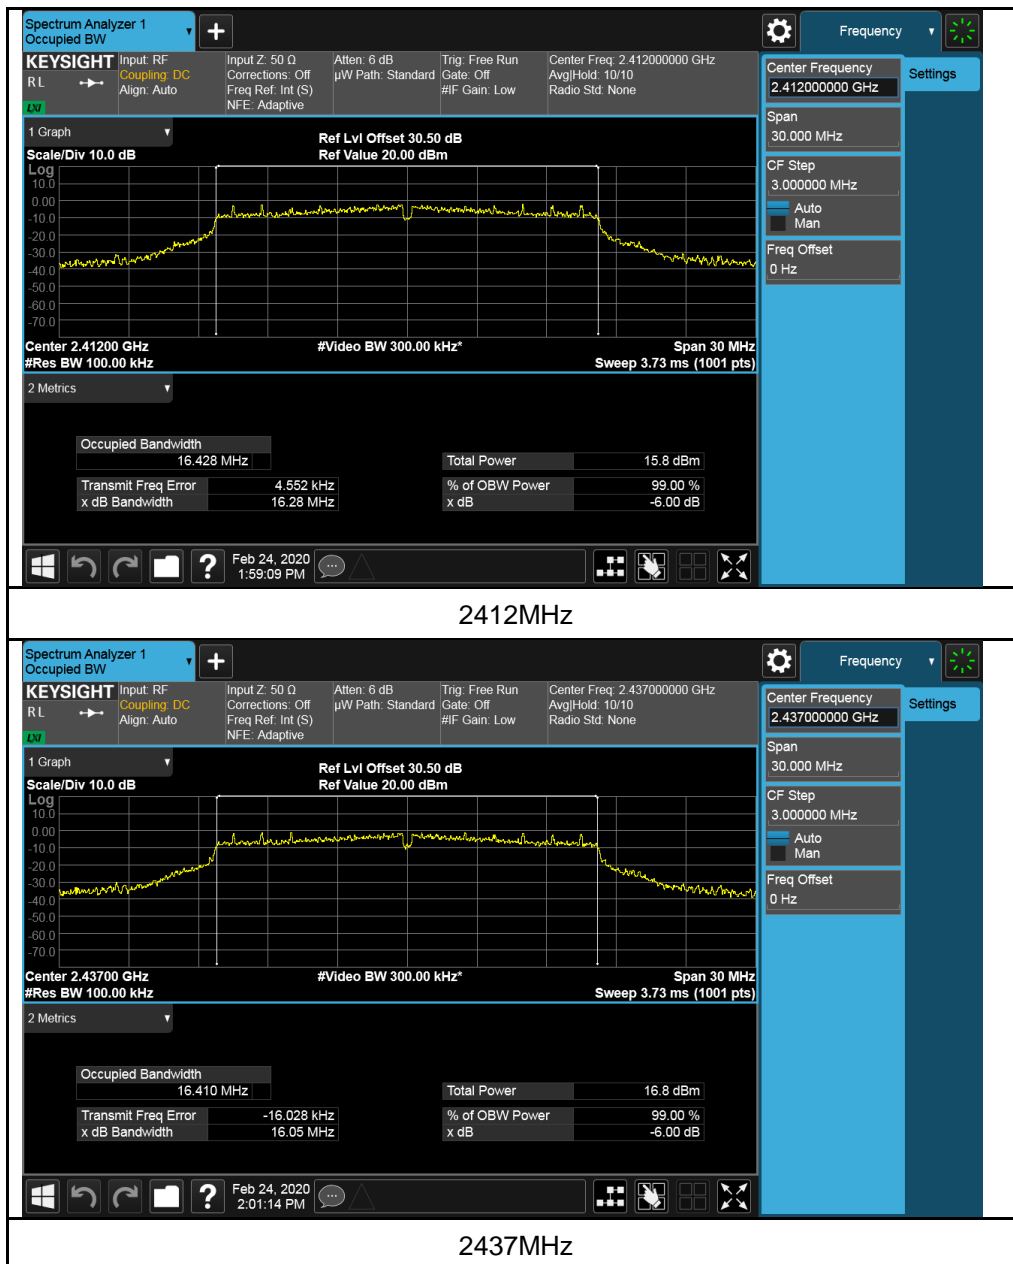 Spectrum Analyzer 1
Occupied BW
Frequency
KEYSIGHT
R L
LXI
Input: RF
Coupling: DC
Align: Auto
Input Z: 50 Ω
Corrections: Off
Freq Ref: Int (S)
NFE: Adaptive
Atten: 6 dB
µW Path: Standard
Trig: Free Run
Gate: Off
#IF Gain: Low
Center Freq: 2.412000000 GHz
Avg|Hold: 10/10
Radio Std: None
Center Frequency
2.412000000 GHz
Settings
Span
30.000 MHz
CF Step
3.000000 MHz
Auto
Man
Freq Offset
0 Hz
1 Graph
Scale/Div 10.0 dB
Ref Lvl Offset 30.50 dB
Ref Value 20.00 dBm
Log
10.0
0.00
-10.0
-20.0
-30.0
-40.0
-50.0
-60.0
-70.0
Center 2.41200 GHz
#Video BW 300.00 kHz*
Span 30 MHz
#Res BW 100.00 kHz
Sweep 3.73 ms (1001 pts)
2 Metrics
Occupied Bandwidth
16.428 MHz
Total Power 15.8 dBm
Transmit Freq Error 4.552 kHz
% of OBW Power 99.00 %
x dB Bandwidth 16.28 MHz
x dB -6.00 dB
?
Feb 24, 2020
1:59:09 PM
2412MHz
Spectrum Analyzer 1
Occupied BW
Frequency
KEYSIGHT
R L
LXI
Input: RF
Coupling: DC
Align: Auto
Input Z: 50 Ω
Corrections: Off
Freq Ref: Int (S)
NFE: Adaptive
Atten: 6 dB
µW Path: Standard
Trig: Free Run
Gate: Off
#IF Gain: Low
Center Freq: 2.437000000 GHz
Avg|Hold: 10/10
Radio Std: None
Center Frequency
2.437000000 GHz
Settings
Span
30.000 MHz
CF Step
3.000000 MHz
Auto
Man
Freq Offset
0 Hz
1 Graph
Scale/Div 10.0 dB
Ref Lvl Offset 30.50 dB
Ref Value 20.00 dBm
Log
10.0
0.00
-10.0
-20.0
-30.0
-40.0
-50.0
-60.0
-70.0
Center 2.43700 GHz
#Video BW 300.00 kHz*
Span 30 MHz
#Res BW 100.00 kHz
Sweep 3.73 ms (1001 pts)
2 Metrics
Occupied Bandwidth
16.410 MHz
Total Power 16.8 dBm
Transmit Freq Error -16.028 kHz
% of OBW Power 99.00 %
x dB Bandwidth 16.05 MHz
x dB -6.00 dB
?
Feb 24, 2020
2:01:14 PM
2437MHz